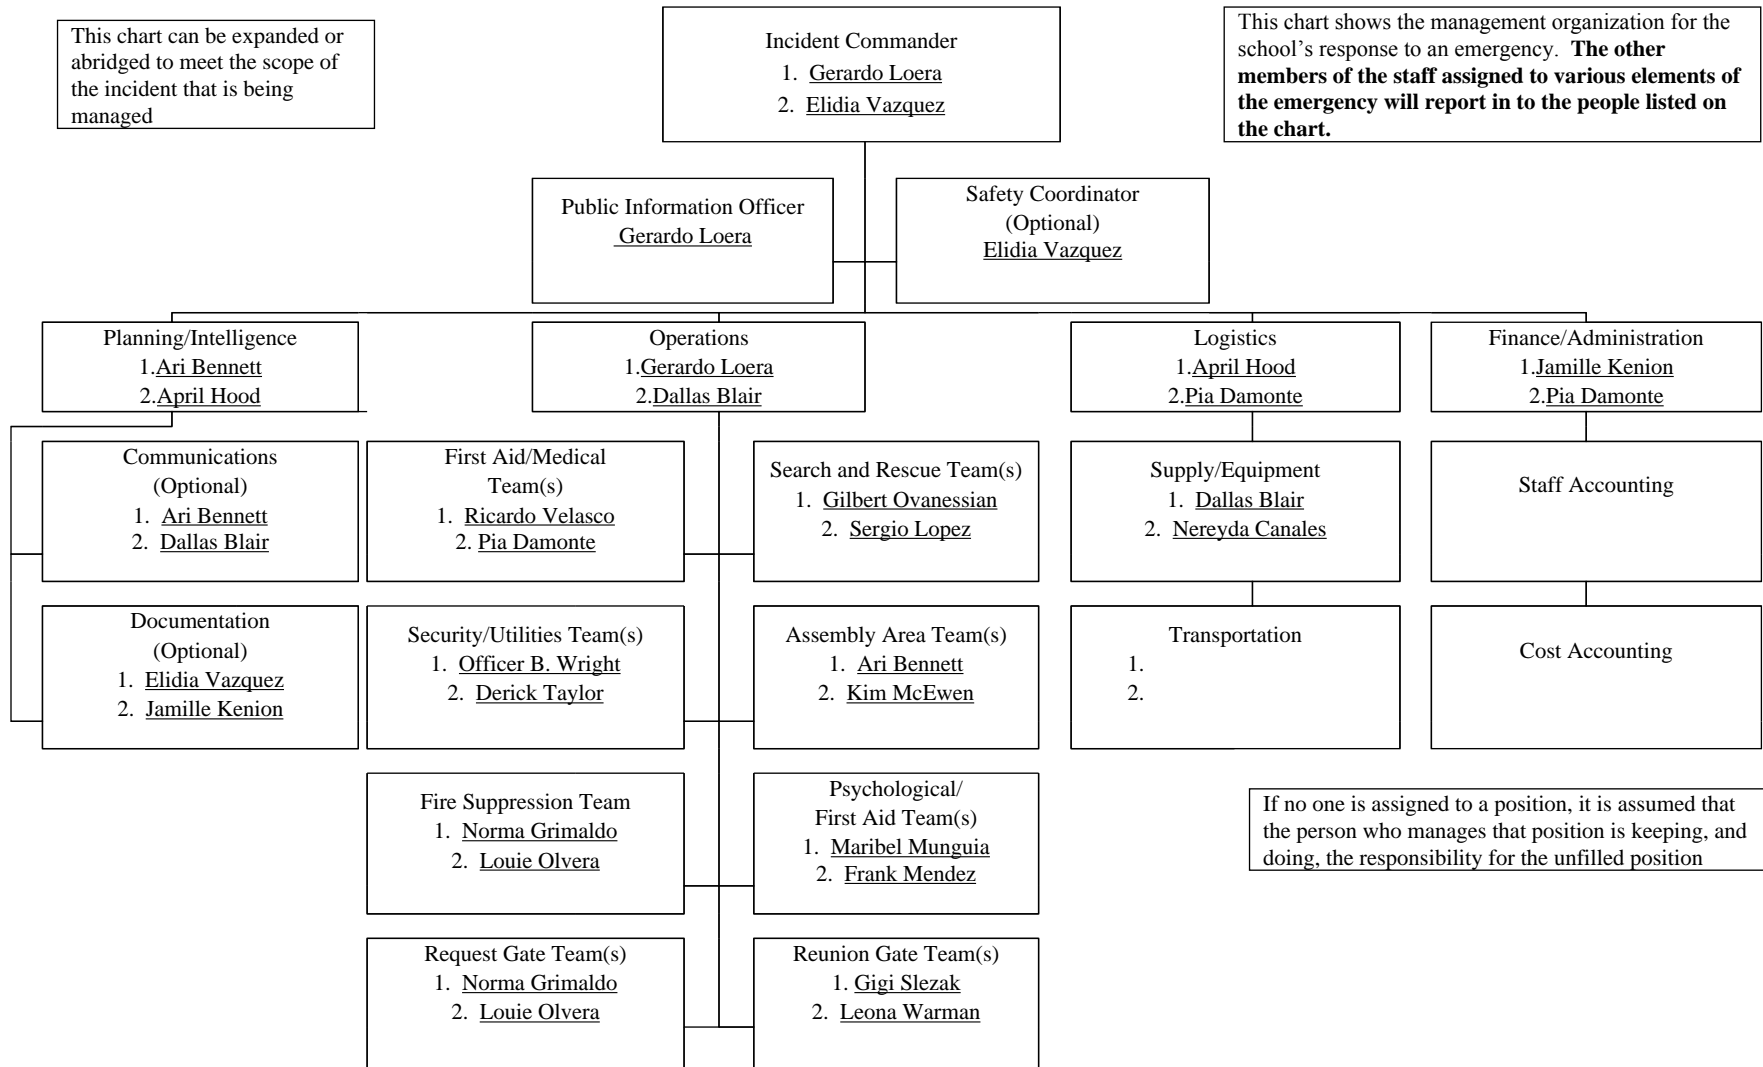 This chart can be expanded or
abridged to meet the scope of
the incident that is being
managed
Incident Commander
1. Gerardo Loera
2. Elidia Vazquez
This chart shows the management organization for the
school’s response to an emergency. The other
members of the staff assigned to various elements of
the emergency will report in to the people listed on
the chart.
Public Information Officer
Gerardo Loera
Safety Coordinator
(Optional)
Elidia Vazquez
Planning/Intelligence
1.Ari Bennett
2.April Hood
Operations
1.Gerardo Loera
2.Dallas Blair
Logistics
1.April Hood
2.Pia Damonte
Finance/Administration
1.Jamille Kenion
2.Pia Damonte
Communications
(Optional)
1. Ari Bennett
2. Dallas Blair
First Aid/Medical
Team(s)
1. Ricardo Velasco
2. Pia Damonte
Search and Rescue Team(s)
1. Gilbert Ovanessian
2. Sergio Lopez
Supply/Equipment
1. Dallas Blair
2. Nereyda Canales
Staff Accounting
Documentation
(Optional)
1. Elidia Vazquez
2. Jamille Kenion
Security/Utilities Team(s)
1. Officer B. Wright
2. Derick Taylor
Assembly Area Team(s)
1. Ari Bennett
2. Kim McEwen
Transportation
1.
2.
Cost Accounting
Fire Suppression Team
1. Norma Grimaldo
2. Louie Olvera
Psychological/
First Aid Team(s)
1. Maribel Munguia
2. Frank Mendez
If no one is assigned to a position, it is assumed that
the person who manages that position is keeping, and
doing, the responsibility for the unfilled position
Request Gate Team(s)
1. Norma Grimaldo
2. Louie Olvera
Reunion Gate Team(s)
1. Gigi Slezak
2. Leona Warman